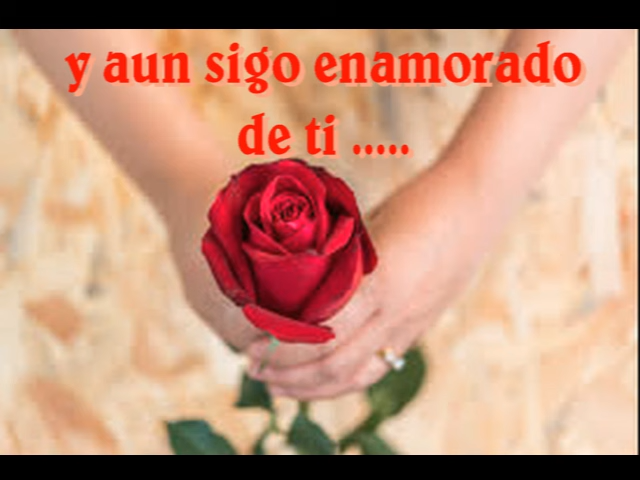 y aun sigo enamorado
de ti .....